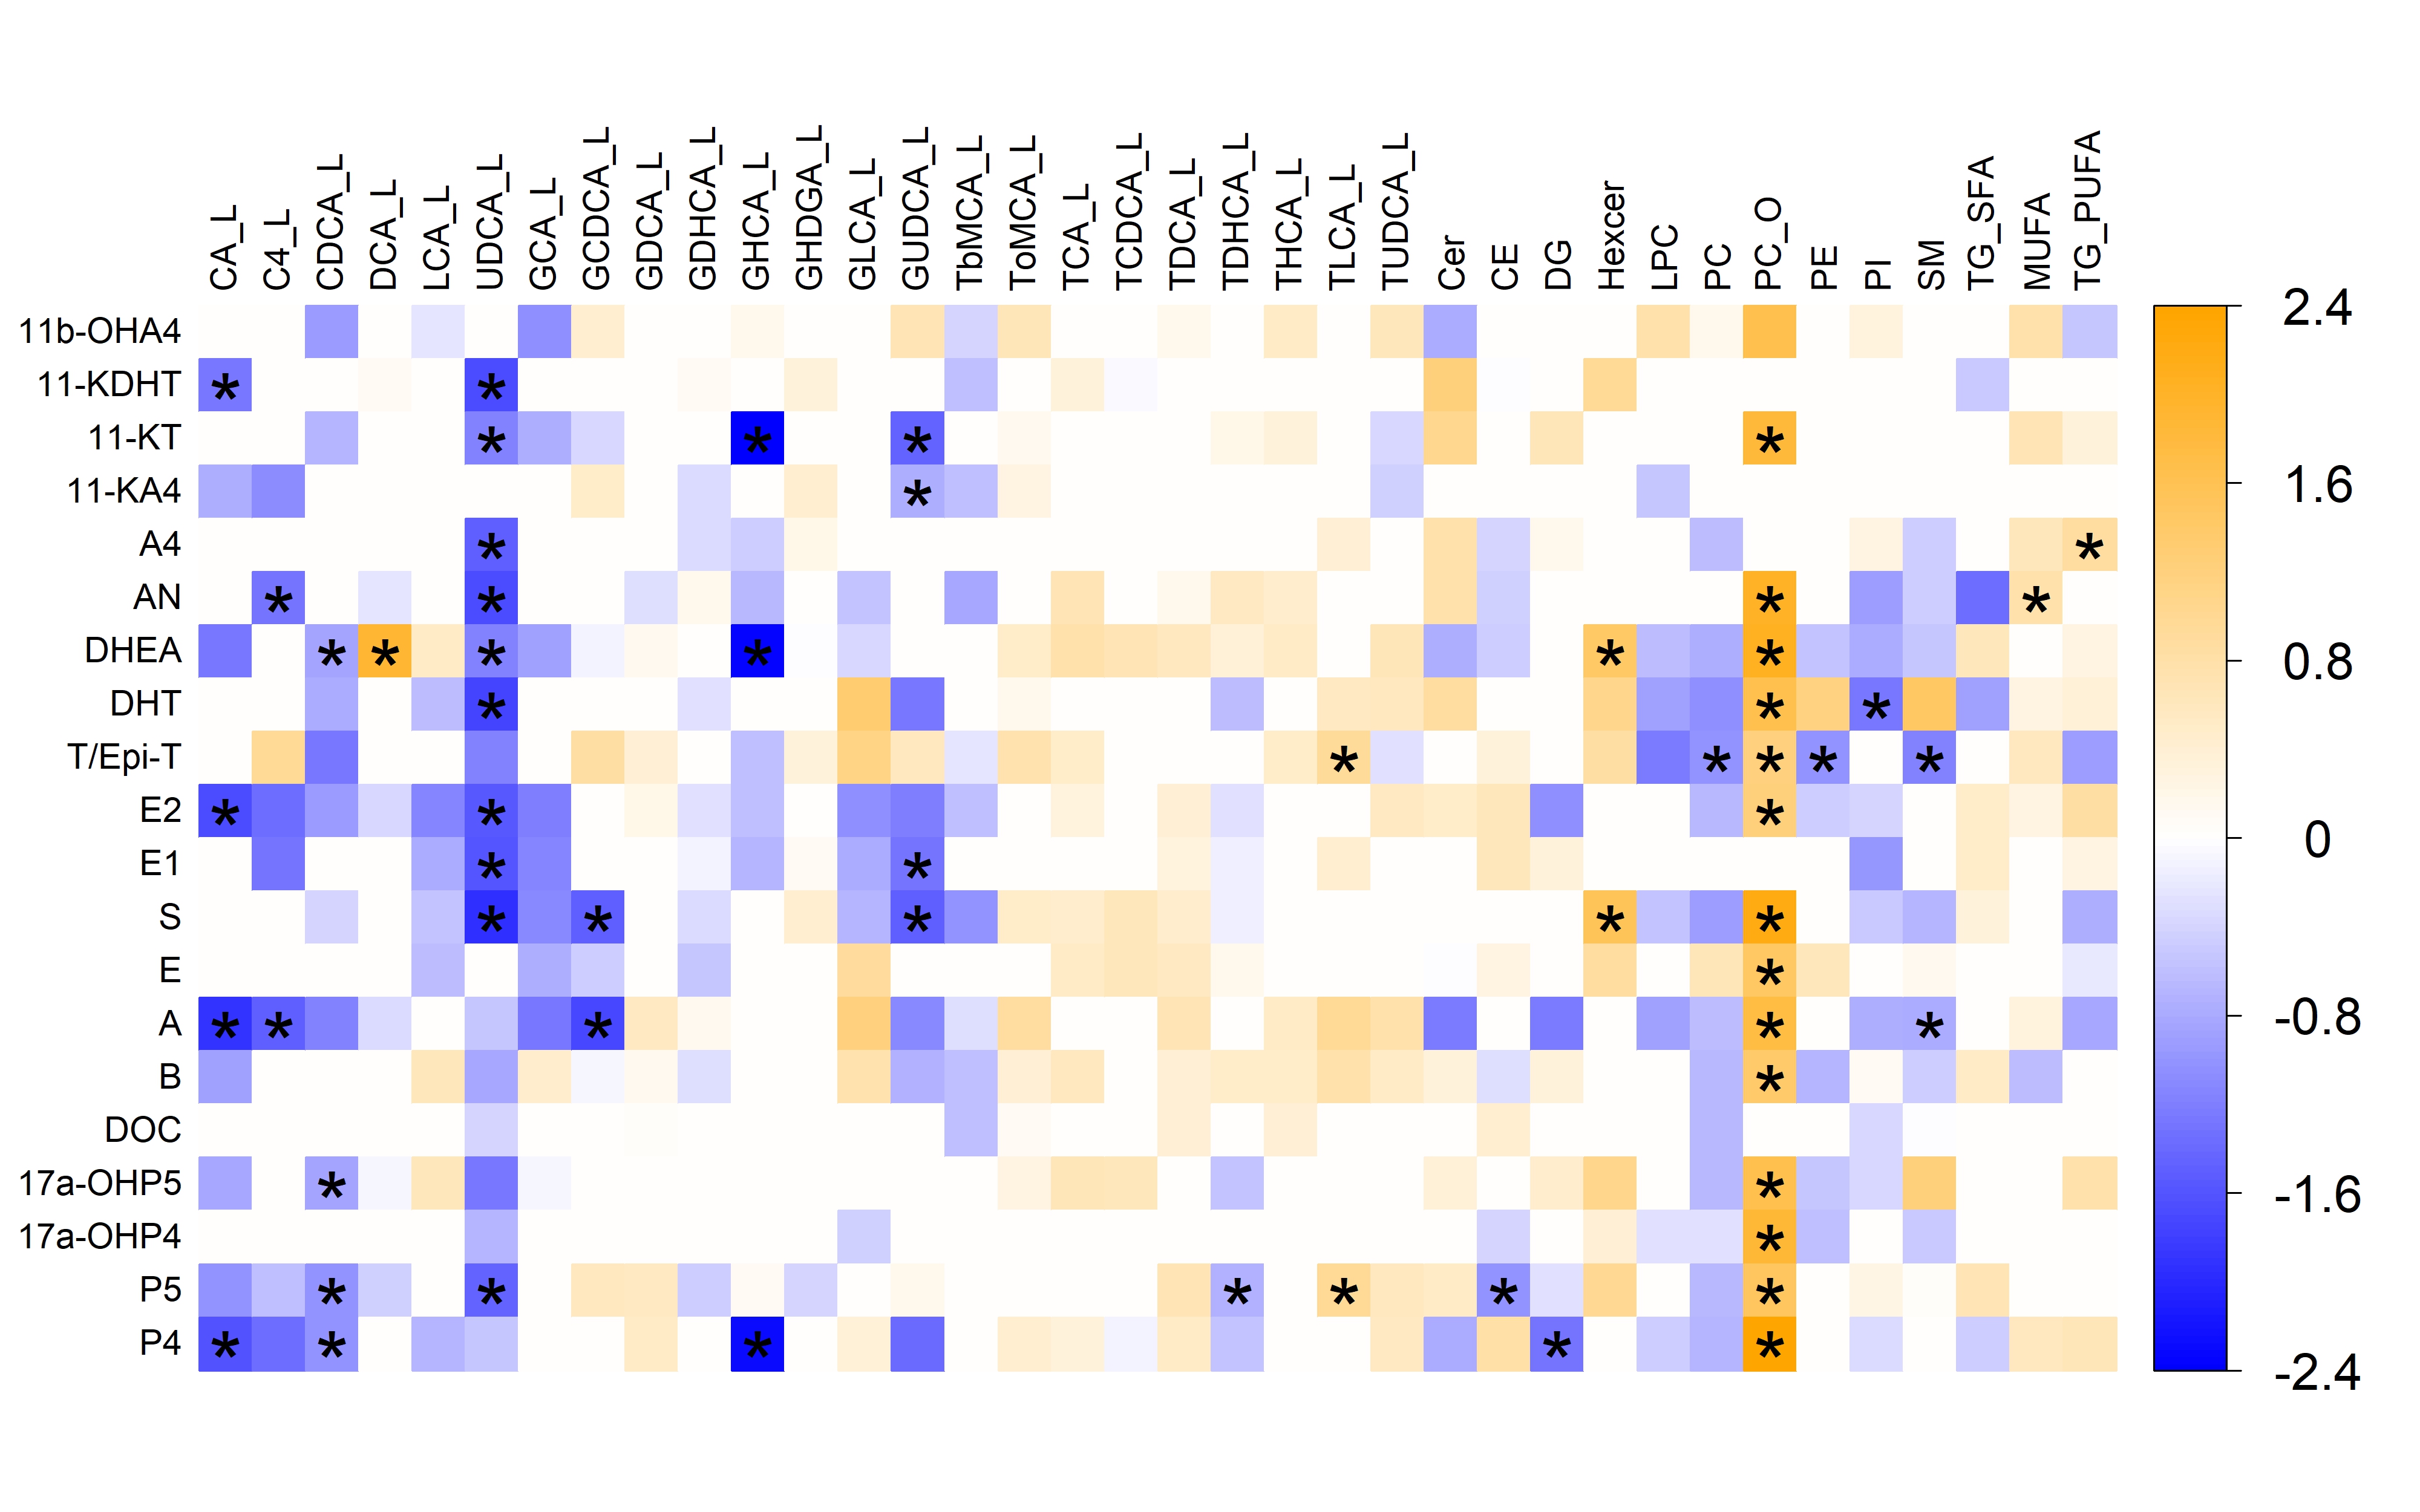 CA_L
C4_L
CDCA_L
DCA_L
LCA_L
UDCA_L
GCA_L
GCDCA_L
GDCA_L
GDHCA_L
GHCA_L
GHDGA_L
GLCA_L
GUDCA_L
TbMCA_L
ToMCA_L
TCA_L
TCDCA_L
TDCA_L
TDHCA_L
THCA_L
TLCA_L
TUDCA_L
Cer
CE
DG
Hexcer
LPC
PC
PC_O
PE
PI
SM
TG_SFA
MUFA
TG_PUFA
11b-OHA4
11-KDHT
* *
11-KT
* * * *
11-KA4
*
A4
* *
AN
* * * *
DHEA
* * * * * *
DHT
* * *
T/Epi-T
* * * * *
E2
* * *
E1
* *
S
* * * * *
E
*
A
* * * * *
B
*
DOC
17a-OHP5
* *
17a-OHP4
*
P5
* * * * * *
P4
* * * * *
2.4
1.6
0.8
0
-0.8
-1.6
-2.4